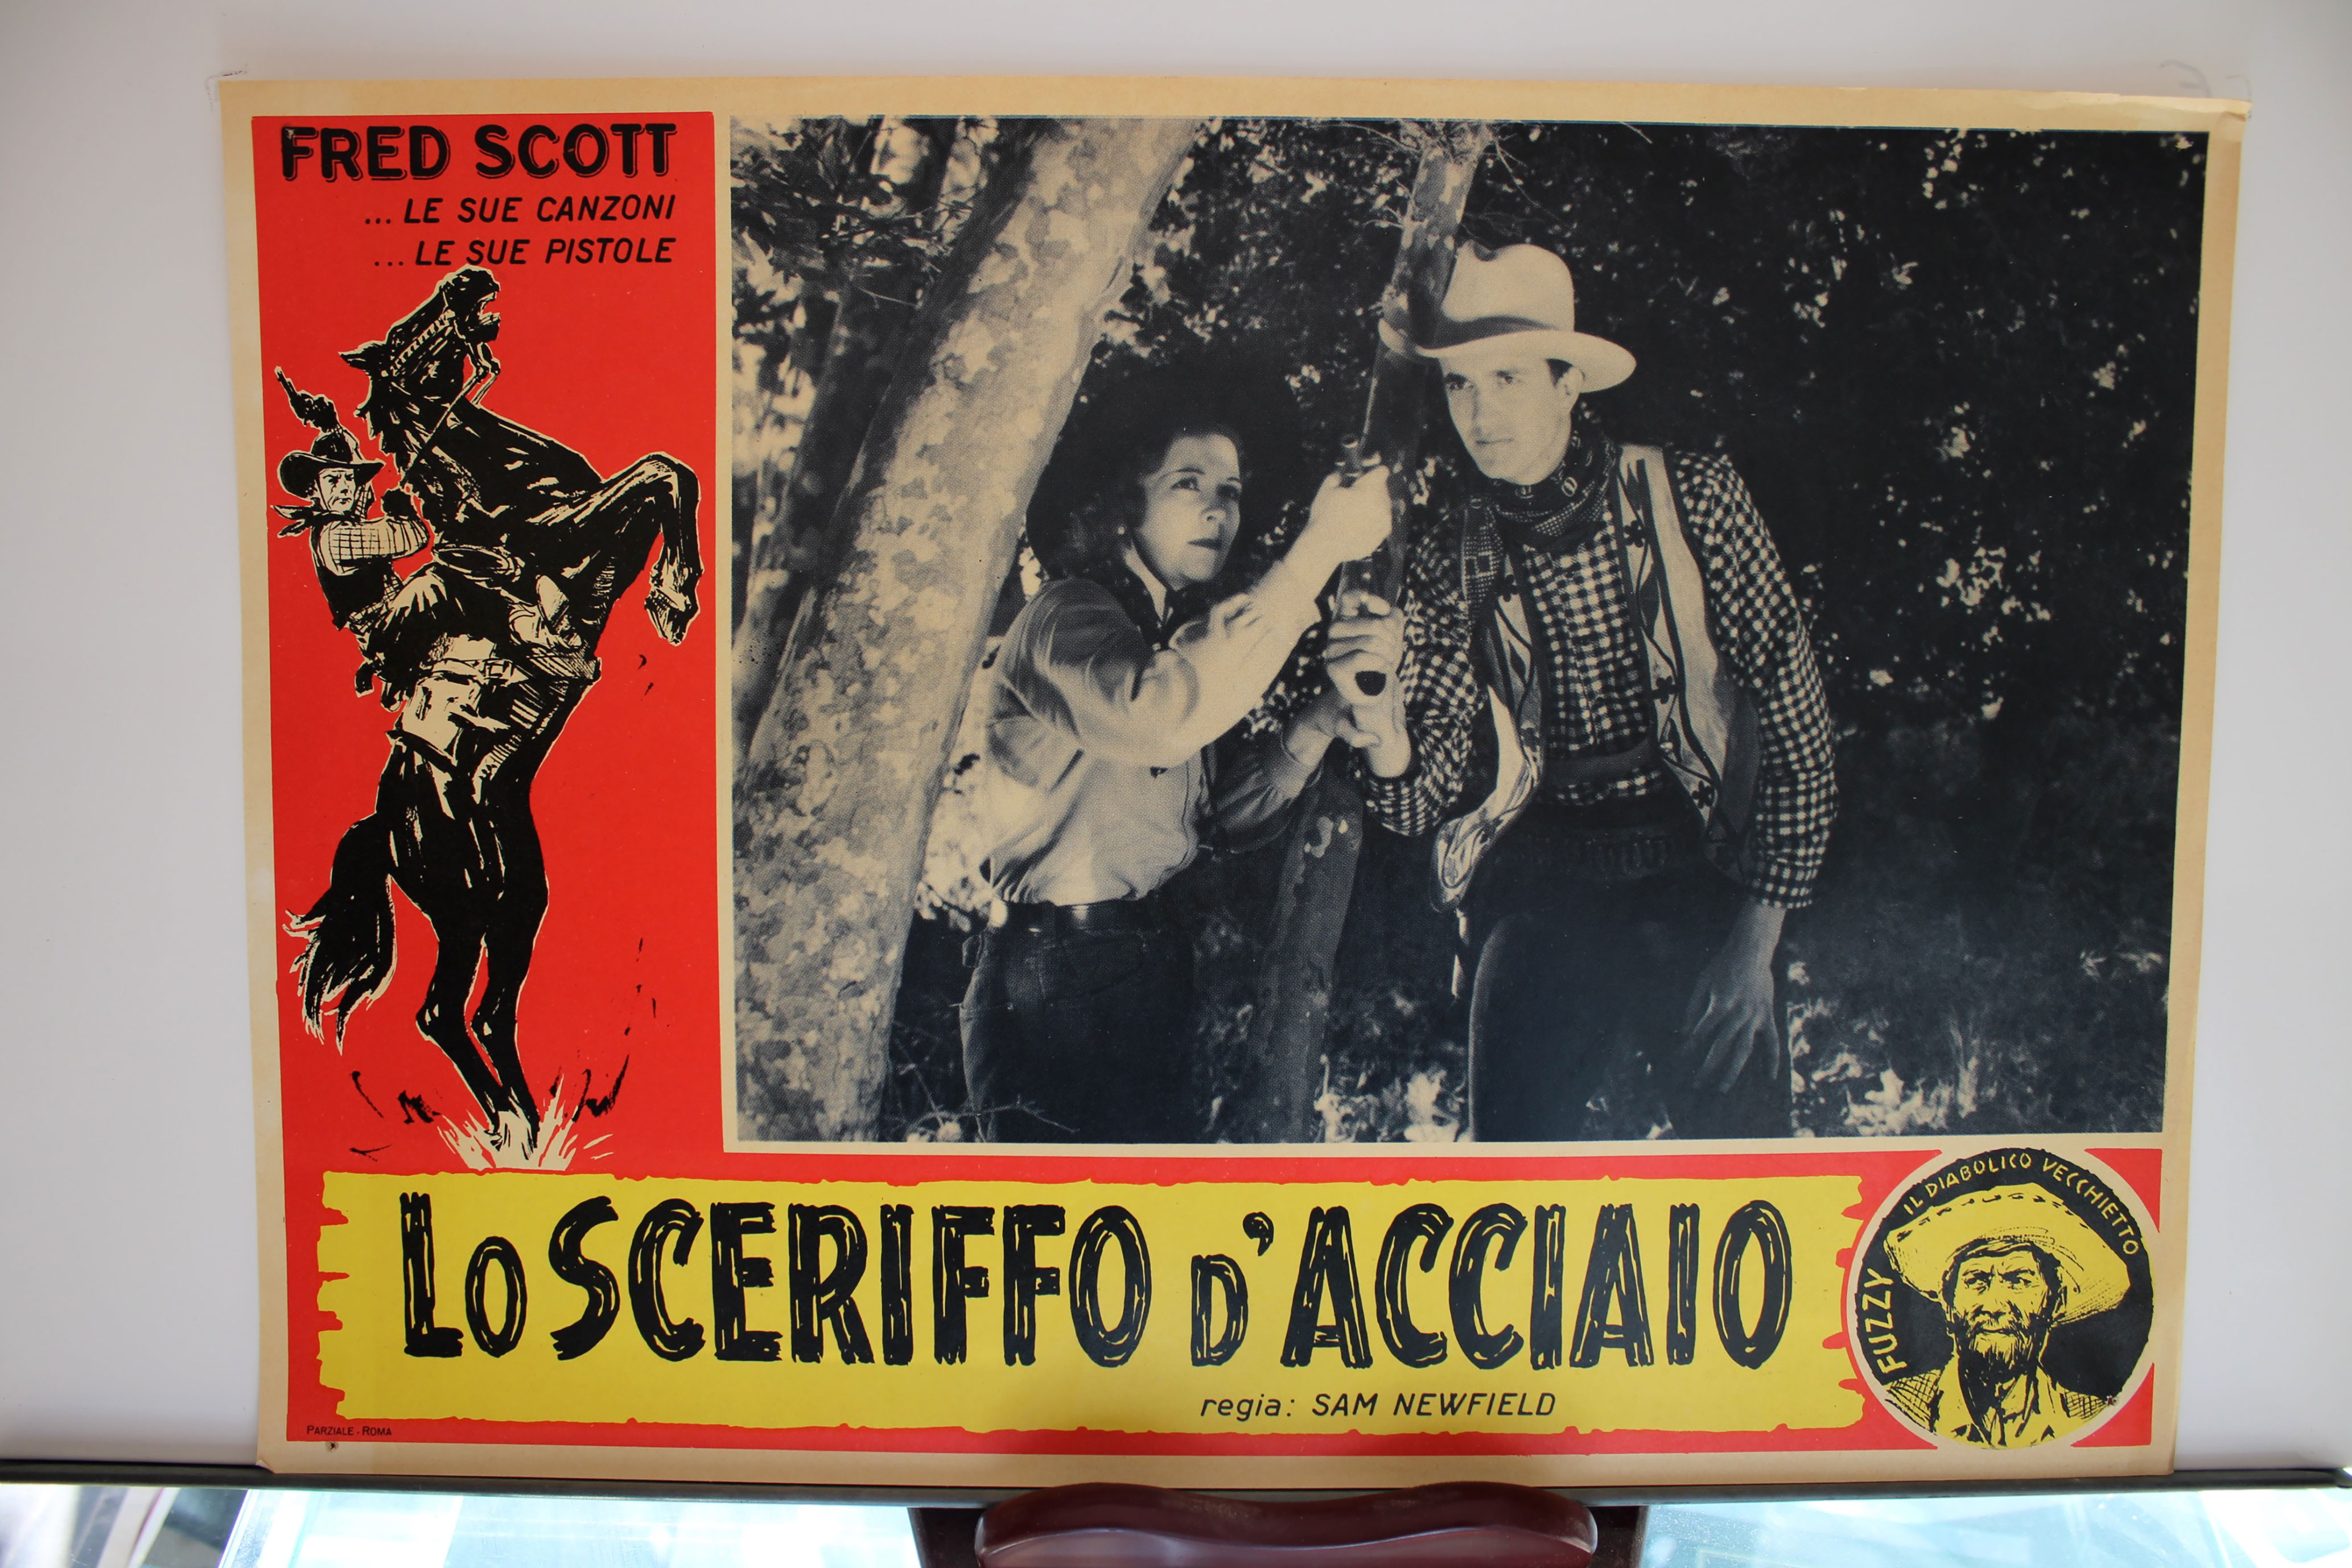 FRED SCOTT
... LE SUE CANZONI
... LE SUE PISTOLE
LO SCERIFFO D'ACCIAIO
regia: SAM NEWFIELD
FUZZY IL DIABOLICO VECCHIETTO
PARZIALE - ROMA